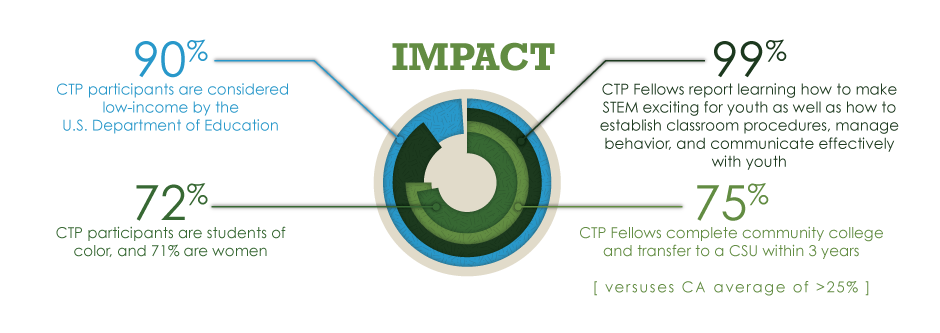 IMPACT
90%
CTP participants are considered
low-income by the
U.S. Department of Education
99%
CTP Fellows report learning how to make
STEM exciting for youth as well as how to
establish classroom procedures, manage
behavior, and communicate effectively
with youth
72%
CTP participants are students of
color, and 71% are women
75%
CTP Fellows complete community college
and transfer to a CSU within 3 years
[ versuses CA average of >25% ]